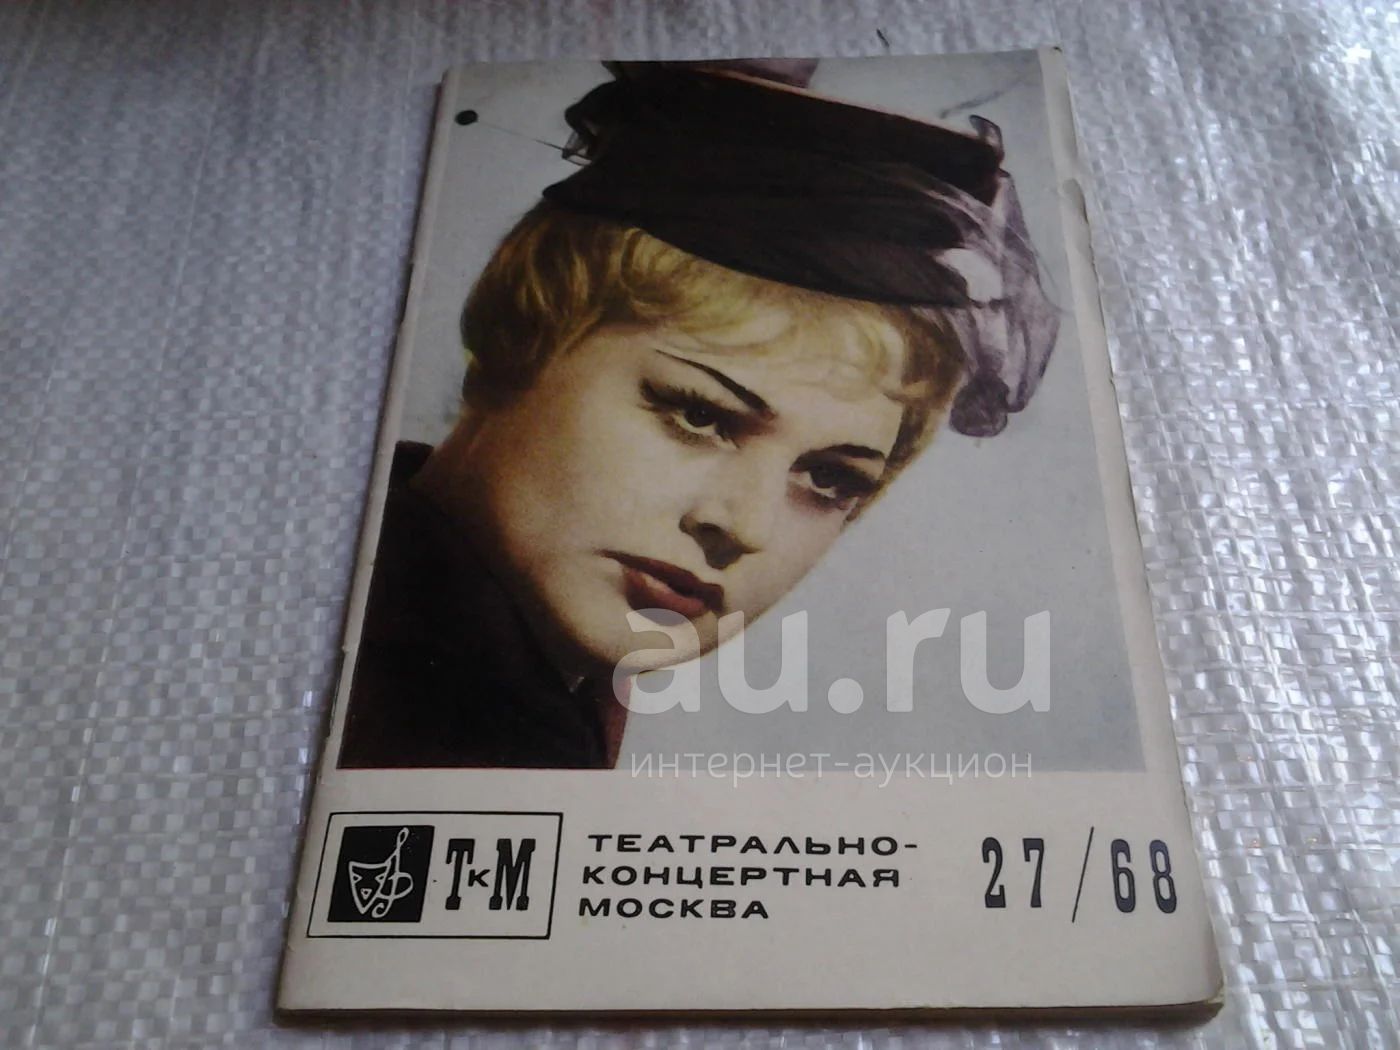 au.ru
интернет-аукцион
ТкМ
ТЕАТРАЛЬНО-
КОНЦЕРТНАЯ
МОСКВА
27/68